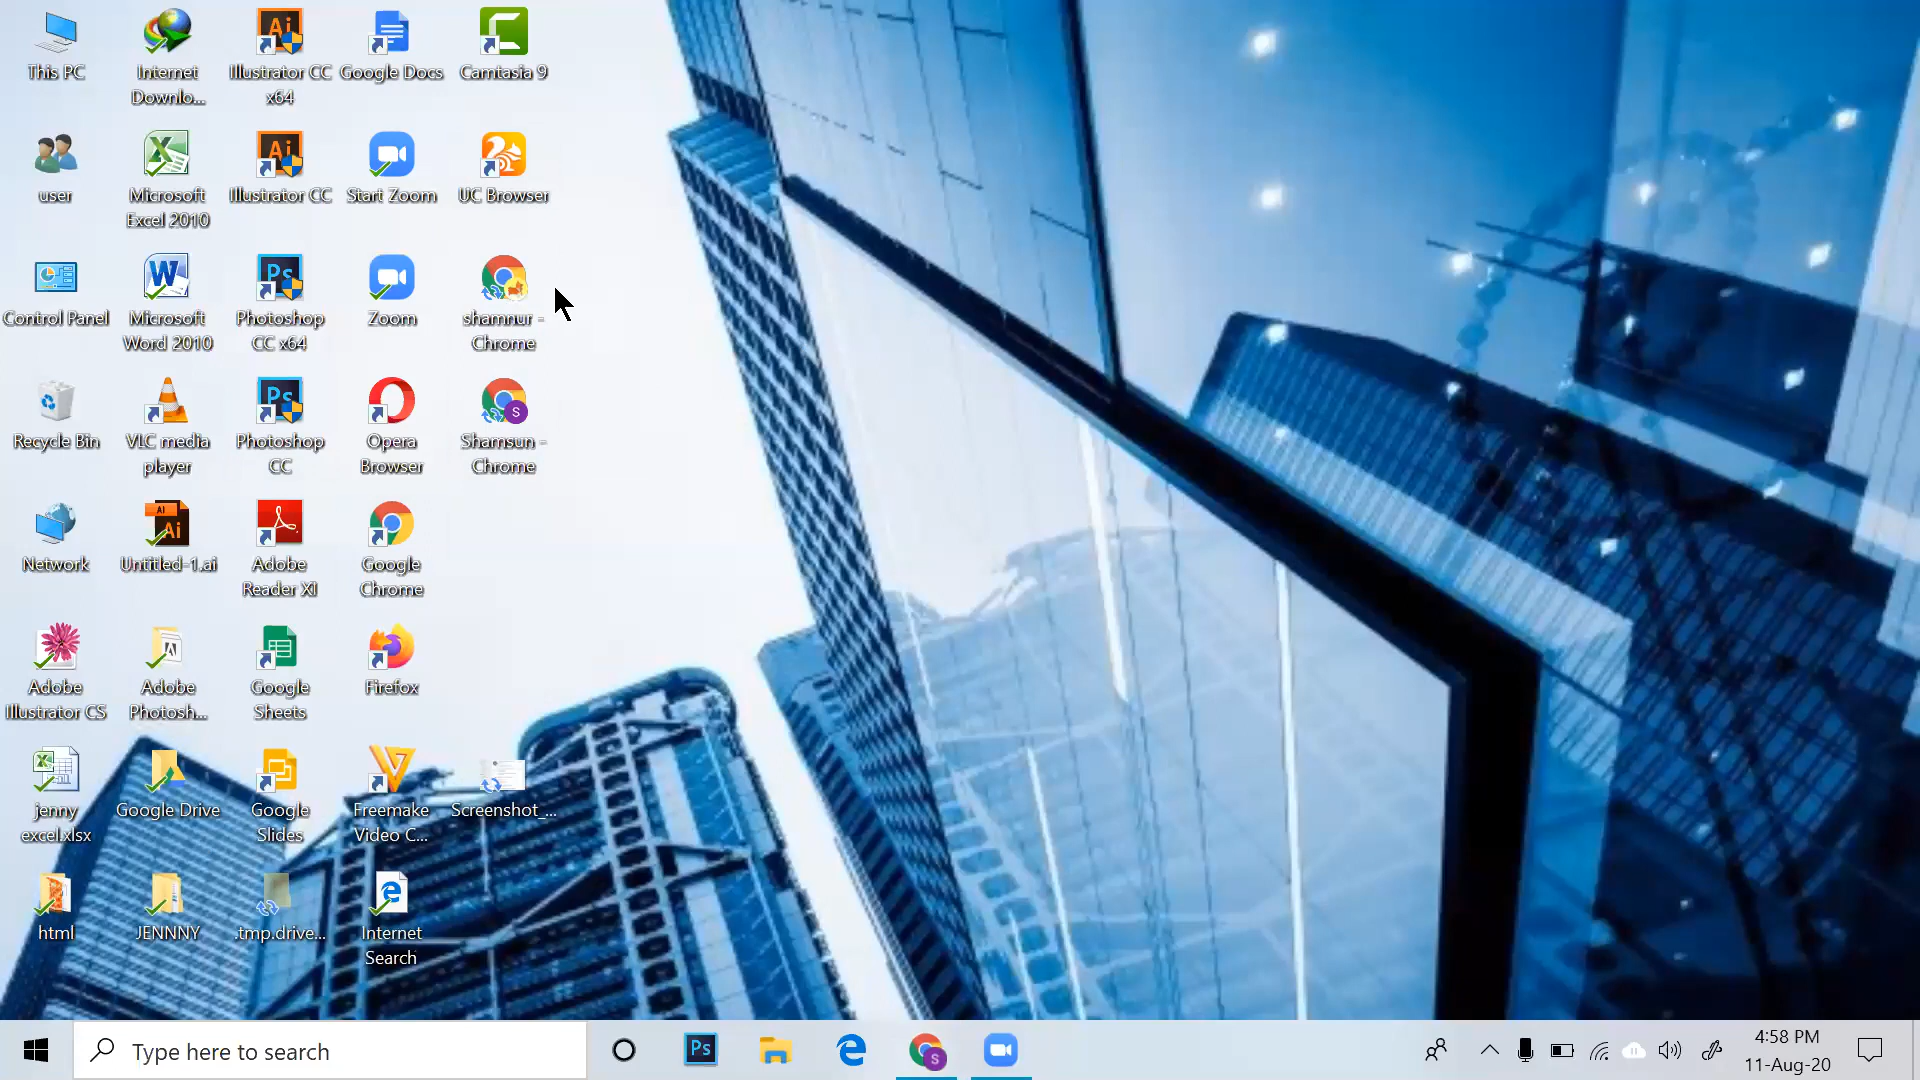 This PC
Internet
Downlo...
Illustrator CC
x64
Google Docs
Camtasia 9
user
Microsoft
Excel 2010
Illustrator CC
Start Zoom
UC Browser
Control Panel
Microsoft
Word 2010
Photoshop
CC x64
Zoom
shamnur -
Chrome
Recycle Bin
VLC media
player
Photoshop
CC
Opera
Browser
Shamsun -
Chrome
Network
Untitled-1.ai
Adobe
Reader XI
Google
Chrome
Adobe
Illustrator CS
Adobe
Photosh...
Google
Sheets
Firefox
jenny
excel.xlsx
Google Drive
Google
Slides
Freemake
Video C...
Screenshot_...
html
JENNNY
.tmp.drive...
Internet
Search
Type here to search
4:58 PM
11-Aug-20